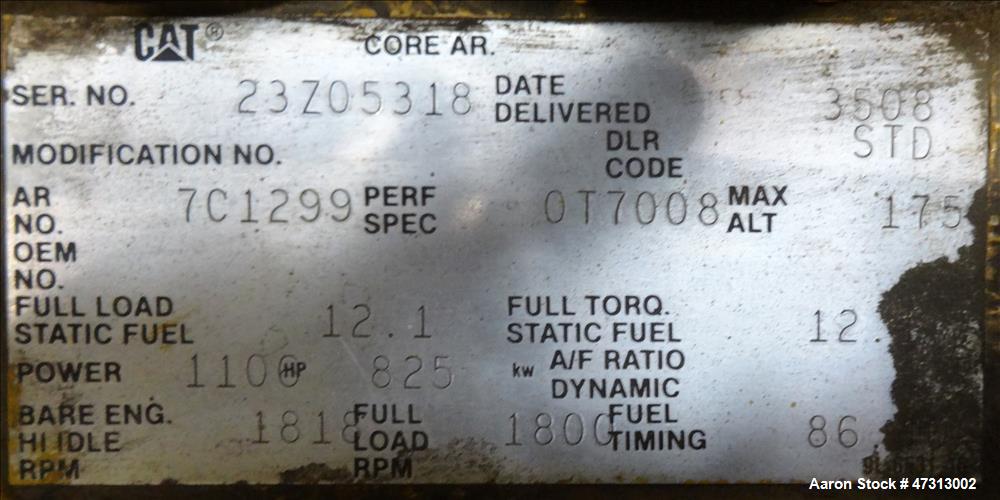 CAT® CORE AR.
SER. NO. 23Z05318 DATE DELIVERED 3508
DLR CODE STD
MODIFICATION NO.
AR NO. 7C1299 PERF SPEC 0T7008 MAX ALT 175
OEM NO.
FULL LOAD STATIC FUEL 12.1 FULL TORQ. STATIC FUEL 12.
POWER 1100 HP 825 kw A/F RATIO DYNAMIC
BARE ENG. HI IDLE RPM 1818 FULL LOAD RPM 1800 FUEL TIMING 86.
Aaron Stock # 47313002